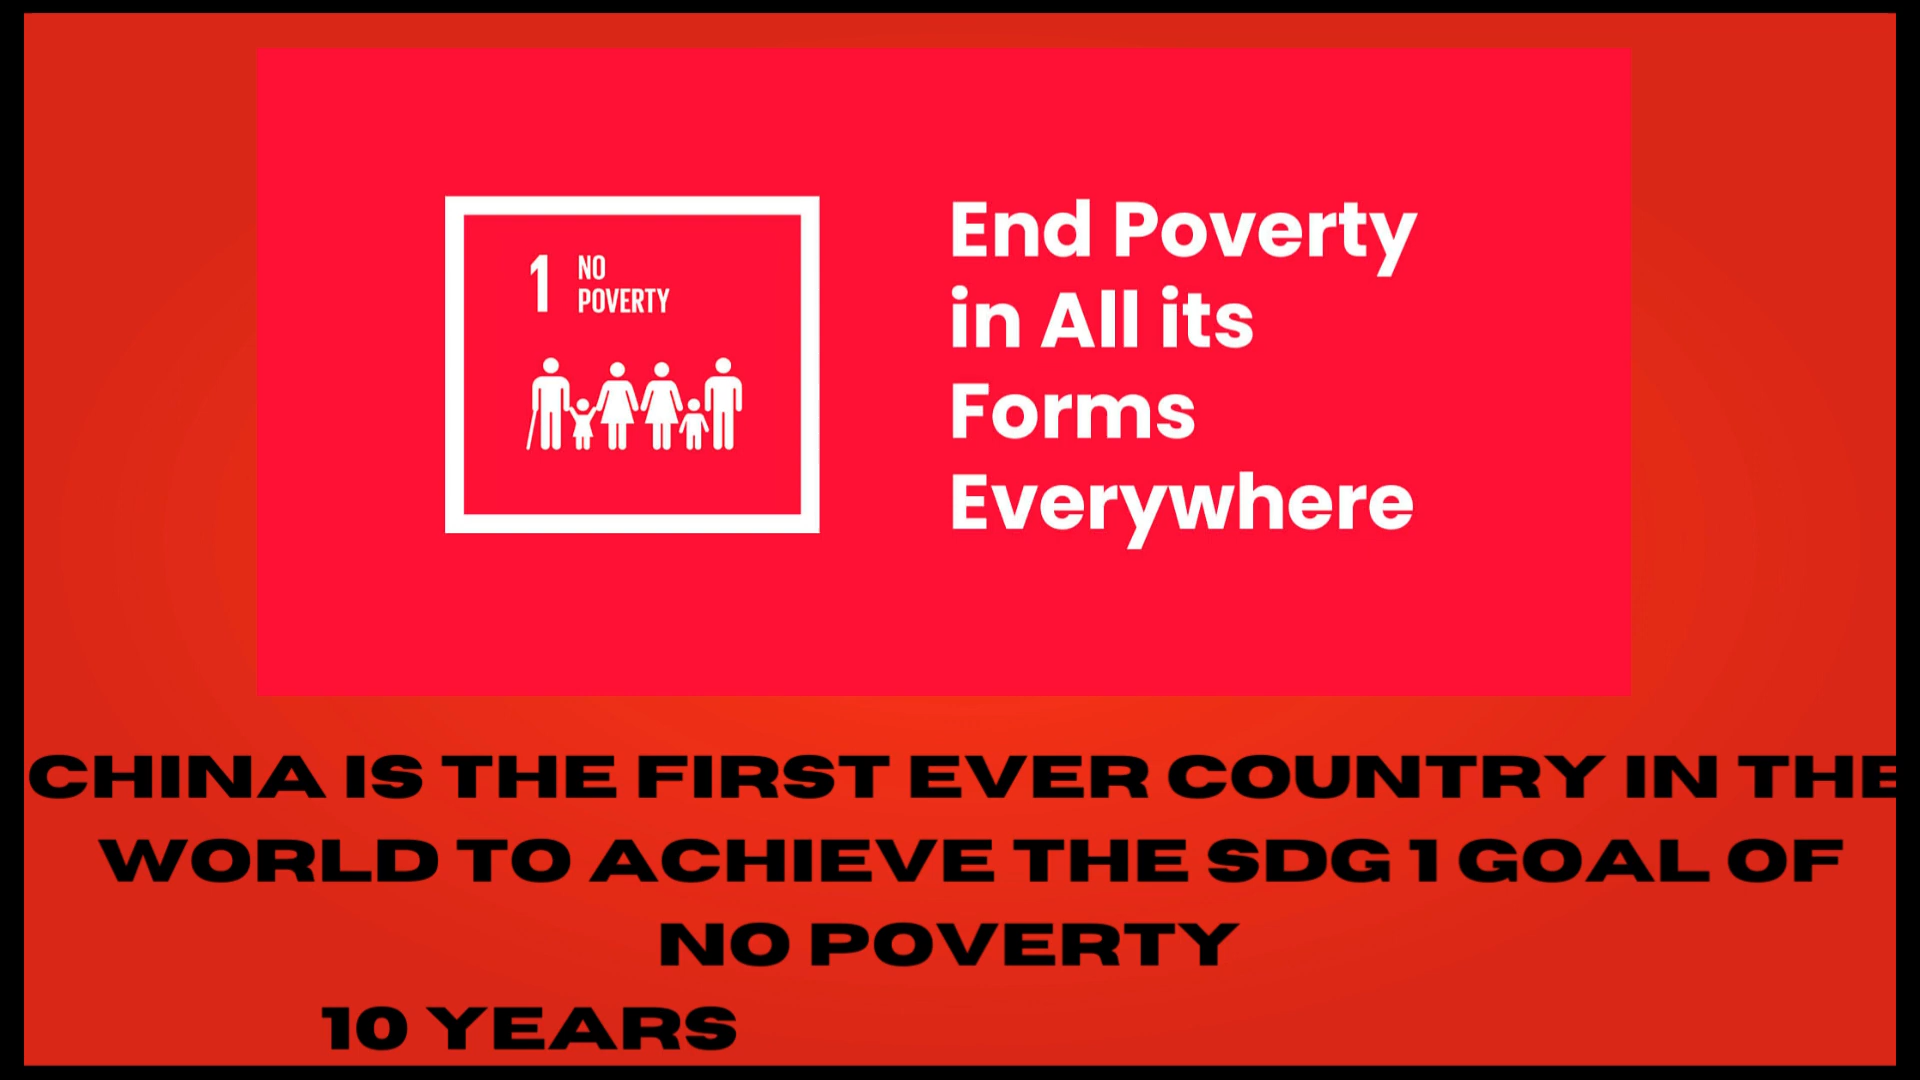 1 NO
POVERTY
End Poverty
in All its
Forms
Everywhere
CHINA IS THE FIRST EVER COUNTRY IN THE
WORLD TO ACHIEVE THE SDG 1 GOAL OF
NO POVERTY
10 YEARS